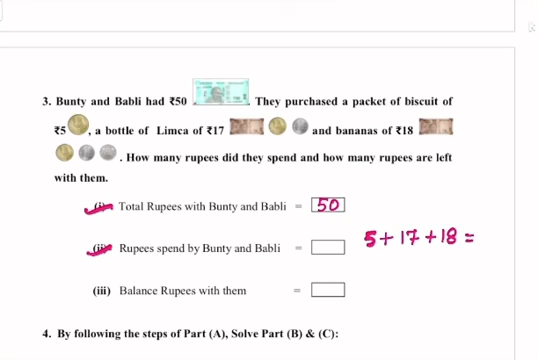 3. Bunty and Babli had ₹50 . They purchased a packet of biscuit of
₹5 , a bottle of Limca of ₹17 and bananas of ₹18
. How many rupees did they spend and how many rupees are left
with them.
(i) Total Rupees with Bunty and Babli = 50
(ii) Rupees spend by Bunty and Babli = 5+17+18=
(iii) Balance Rupees with them =
4. By following the steps of Part (A), Solve Part (B) & (C):